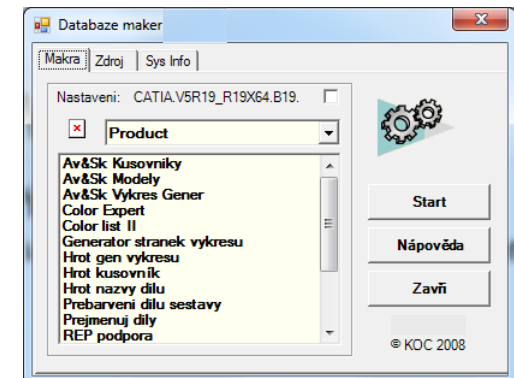 Databaze maker
Makra Zdroj Sys Info
Nastaveni: CATIA.V5R19_R19X64.B19.
Product
Av&Sk Kusovniky
Av&Sk Modely
Av&Sk Vykres Gener
Color Expert
Color list II
Generator stranek vykresu
Hrot gen vykresu
Hrot kusovník
Hrot nazvy dilu
Prebarveni dilu sestavy
Prejmenuj dily
REP podpora
Start
Nápověda
Zavři
© KOC 2008